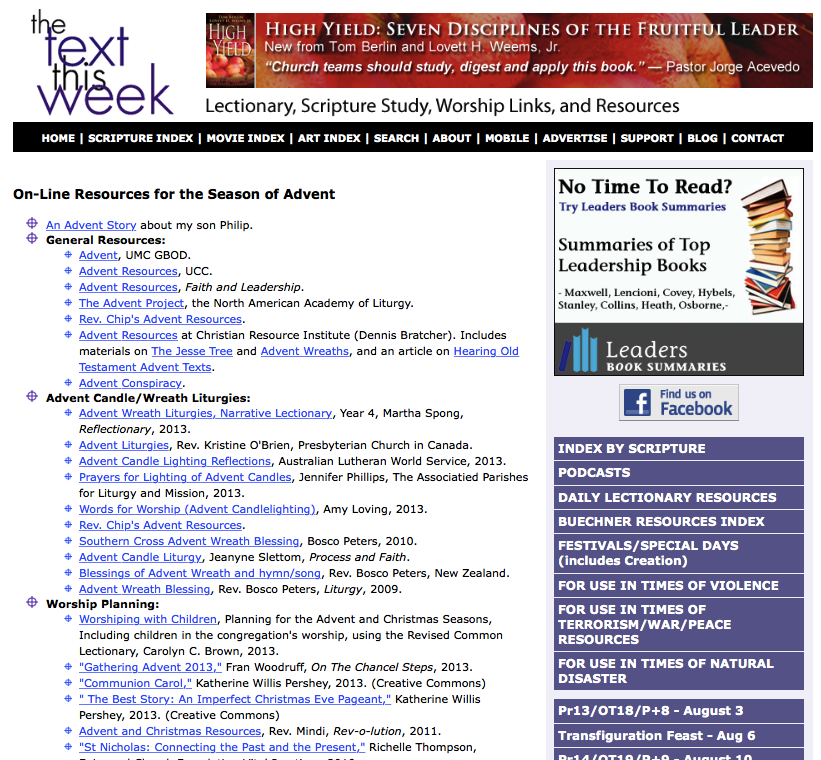 the
text
this
week
HIGH YIELD
HIGH YIELD: SEVEN DISCIPLINES OF THE FRUITFUL LEADER
New from Tom Berlin and Lovett H. Weems, Jr.
“Church teams should study, digest and apply this book.” — Pastor Jorge Acevedo
Lectionary, Scripture Study, Worship Links, and Resources
HOME | SCRIPTURE INDEX | MOVIE INDEX | ART INDEX | SEARCH | ABOUT | MOBILE | ADVERTISE | SUPPORT | BLOG | CONTACT
On-Line Resources for the Season of Advent
An Advent Story about my son Philip.
General Resources:
Advent, UMC GBOD.
Advent Resources, UCC.
Advent Resources, Faith and Leadership.
The Advent Project, the North American Academy of Liturgy.
Rev. Chip's Advent Resources.
Advent Resources at Christian Resource Institute (Dennis Bratcher). Includes
materials on The Jesse Tree and Advent Wreaths, and an article on Hearing Old
Testament Advent Texts.
Advent Conspiracy.
Advent Candle/Wreath Liturgies:
Advent Wreath Liturgies, Narrative Lectionary, Year 4, Martha Spong,
Reflectionary, 2013.
Advent Liturgies, Rev. Kristine O'Brien, Presbyterian Church in Canada.
Advent Candle Lighting Reflections, Australian Lutheran World Service, 2013.
Prayers for Lighting of Advent Candles, Jennifer Phillips, The Associatied Parishes
for Liturgy and Mission, 2013.
Words for Worship (Advent Candlelighting), Amy Loving, 2013.
Rev. Chip's Advent Resources.
Southern Cross Advent Wreath Blessing, Bosco Peters, 2010.
Advent Candle Liturgy, Jeanyne Slettom, Process and Faith.
Blessings of Advent Wreath and hymn/song, Rev. Bosco Peters, New Zealand.
Advent Wreath Blessing, Rev. Bosco Peters, Liturgy, 2009.
Worship Planning:
Worshiping with Children, Planning for the Advent and Christmas Seasons,
Including children in the congregation's worship, using the Revised Common
Lectionary, Carolyn C. Brown, 2013.
"Gathering Advent 2013," Fran Woodruff, On The Chancel Steps, 2013.
"Communion Carol," Katherine Willis Pershey, 2013. (Creative Commons)
" The Best Story: An Imperfect Christmas Eve Pageant," Katherine Willis
Pershey, 2013. (Creative Commons)
Advent and Christmas Resources, Rev. Mindi, Rev-o-lution, 2011.
"St Nicholas: Connecting the Past and the Present," Richelle Thompson,
No Time To Read?
Try Leaders Book Summaries
Summaries of Top
Leadership Books
- Maxwell, Lencioni, Covey, Hybels,
Stanley, Collins, Heath, Osborne,-
Leaders
BOOK SUMMARIES
Find us on
Facebook
INDEX BY SCRIPTURE
PODCASTS
DAILY LECTIONARY RESOURCES
BUECHNER RESOURCES INDEX
FESTIVALS/SPECIAL DAYS
(includes Creation)
FOR USE IN TIMES OF VIOLENCE
FOR USE IN TIMES OF
TERRORISM/WAR/PEACE
RESOURCES
FOR USE IN TIMES OF NATURAL
DISASTER
Pr13/OT18/P+8 - August 3
Transfiguration Feast - Aug 6
Pr14/OT19/P+9 - August 10